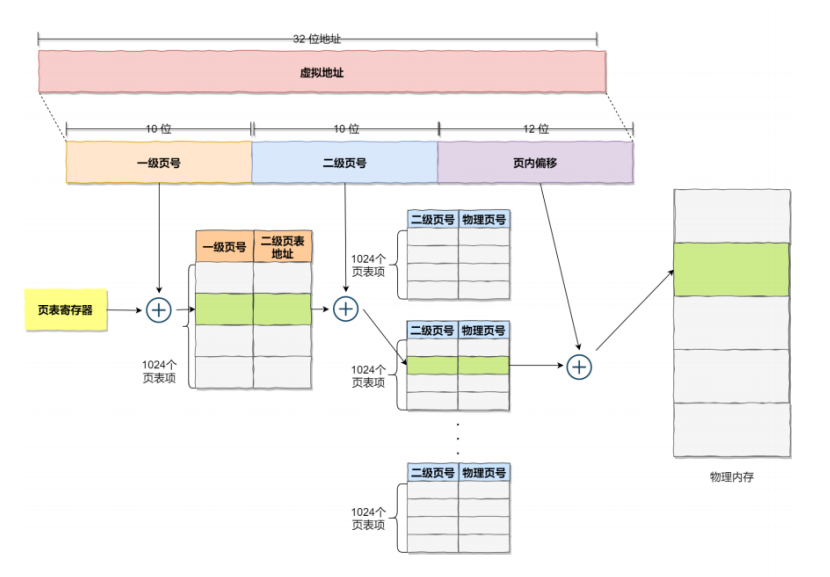 32 位地址
虚拟地址
10 位
10 位
12 位
一级页号
二级页号
页内偏移
一级页号
二级页表
地址
二级页号
物理页号
1024个
页表项
页表寄存器
1024个
页表项
二级页号
物理页号
1024个
页表项
.
.
.
二级页号
物理页号
1024个
页表项
物理内存